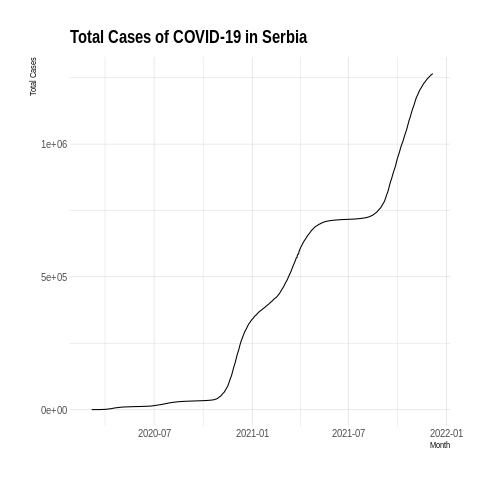 Total Cases of COVID-19 in Serbia
Total Cases
1e+06
5e+05
0e+00
2020-07 2021-01 2021-07 2022-01
Month